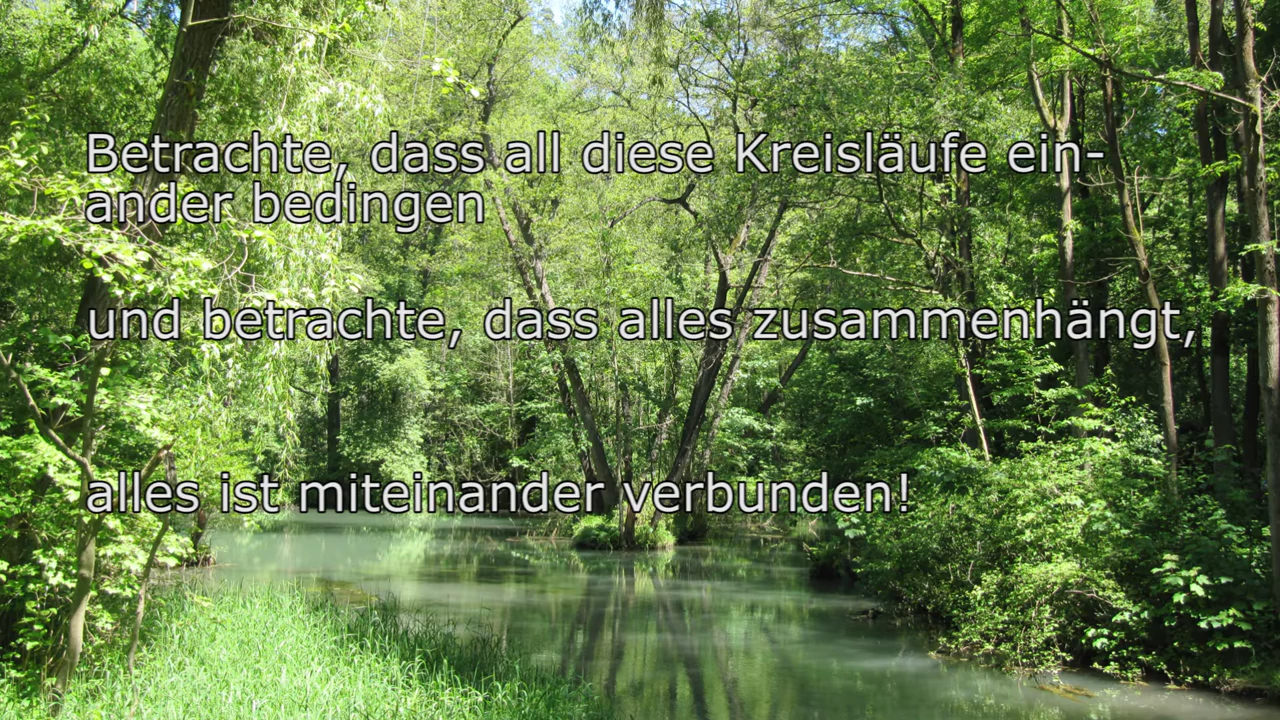 Betrachte, dass all diese Kreisläufe ein-
ander bedingen
und betrachte, dass alles zusammenhängt,
alles ist miteinander verbunden!